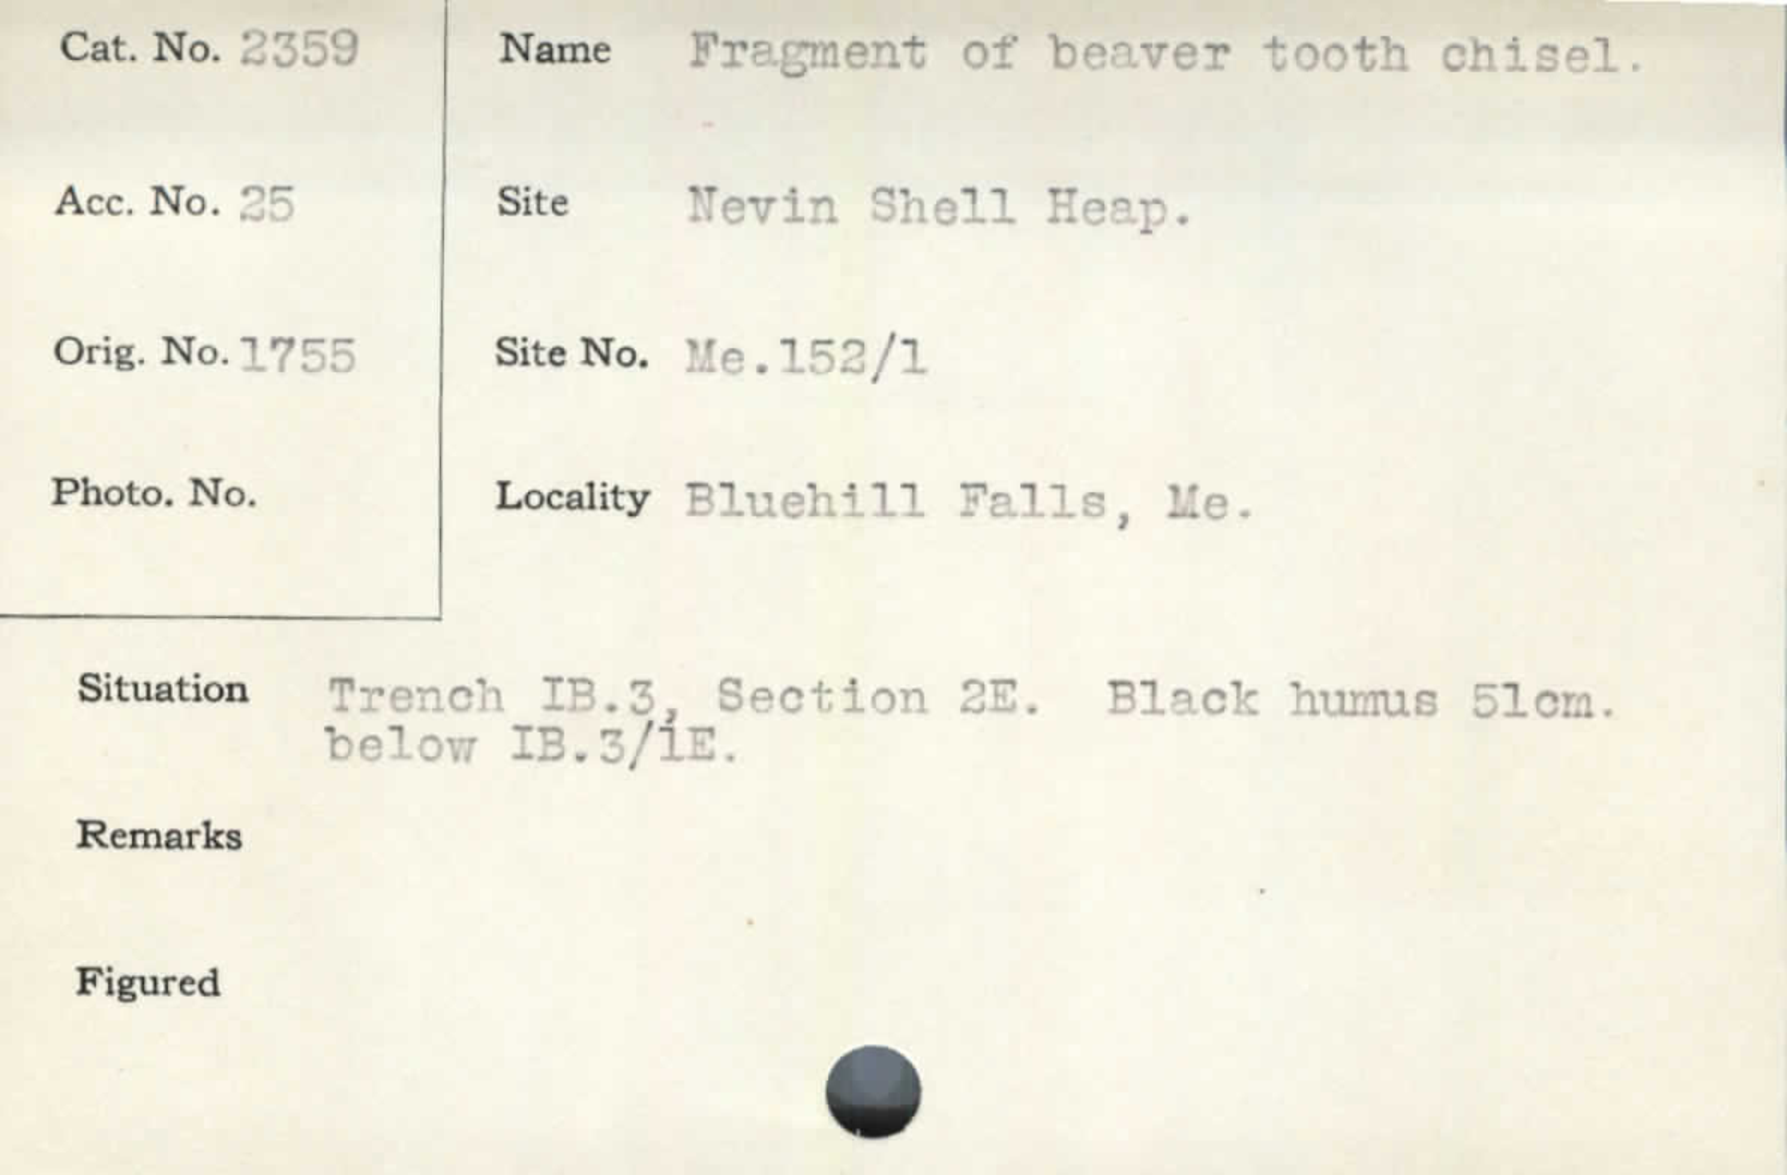 Cat. No. 2359
Name Fragment of beaver tooth chisel.
Acc. No. 25
Site Nevin Shell Heap.
Orig. No. 1755
Site No. Me.152/1
Photo. No.
Locality Bluehill Falls, Me.
Situation Trench IB.3, Section 2E. Black humus 51cm.
below IB.3/1E.
Remarks
Figured